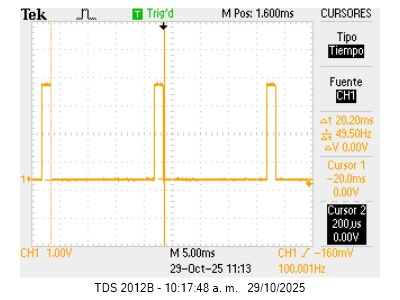 Tek T Trig'd M Pos: 1.600ms CURSORES
Tipo
Tiempo
Fuente
CH1
Δt 20.20ms
49.50Hz
ΔV 0.00V
Cursor 1
-20.0ms
0.00V
Cursor 2
200μs
0.00V
1
CH1 1.00V M 5.00ms CH1 -160mV
29-Oct-25 11:13 100.001Hz
TDS 2012B - 10:17:48 a. m. 29/10/2025